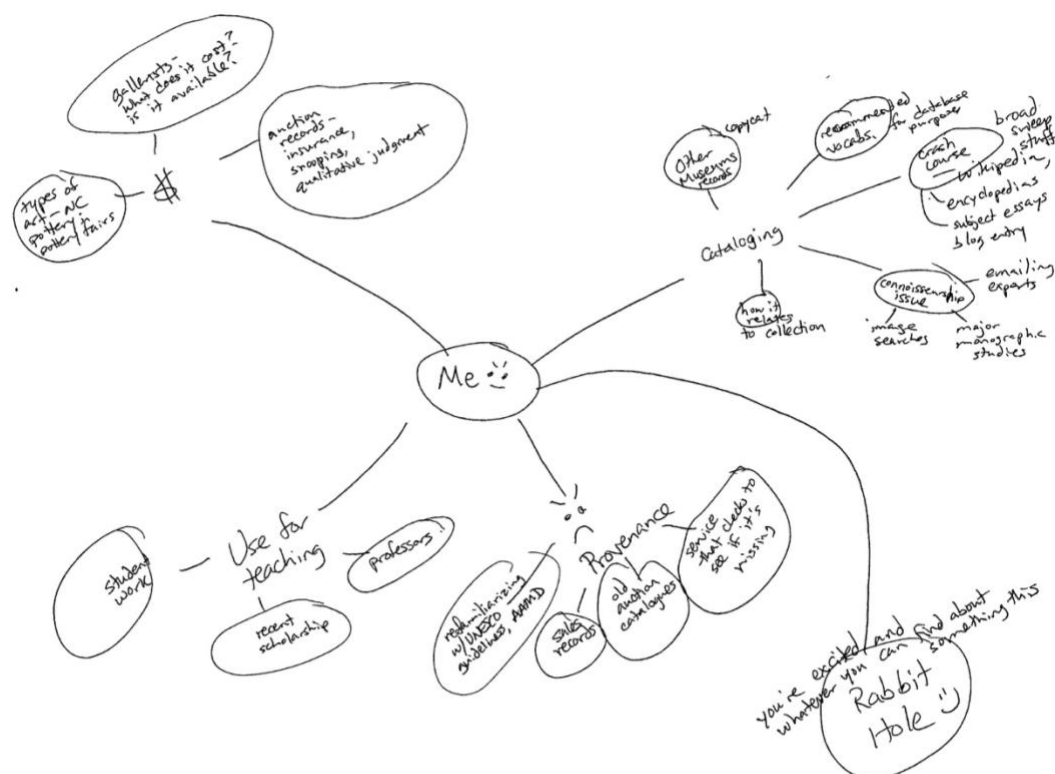 gallerists -
what does it cost?
is it available?
auction
records -
insurance,
snooping,
qualitative judgment
types of
art - NC
pottery +
pottery fairs
$
Other
Museums
records
copycat
recommended
vocabs.
for database
purposes
crash
course
broad
sweep
stuff
- wikipedia,
encyclopedias
subject essays
blog entry
Cataloging
connoisseurship
issue
emailing
experts
image
searches
major
monographic
studies
how it
relates
to collection
Me
Use for
teaching
student
work
professors
recent
scholarship
Provenance
refamiliarizing
w/ UNESCO
guidelines, AAMD
sales
records
old
auction
catalogues
service
that checks to
see if it's
missing
you're excited and find about
whatever you can something this
Rabbit
Hole